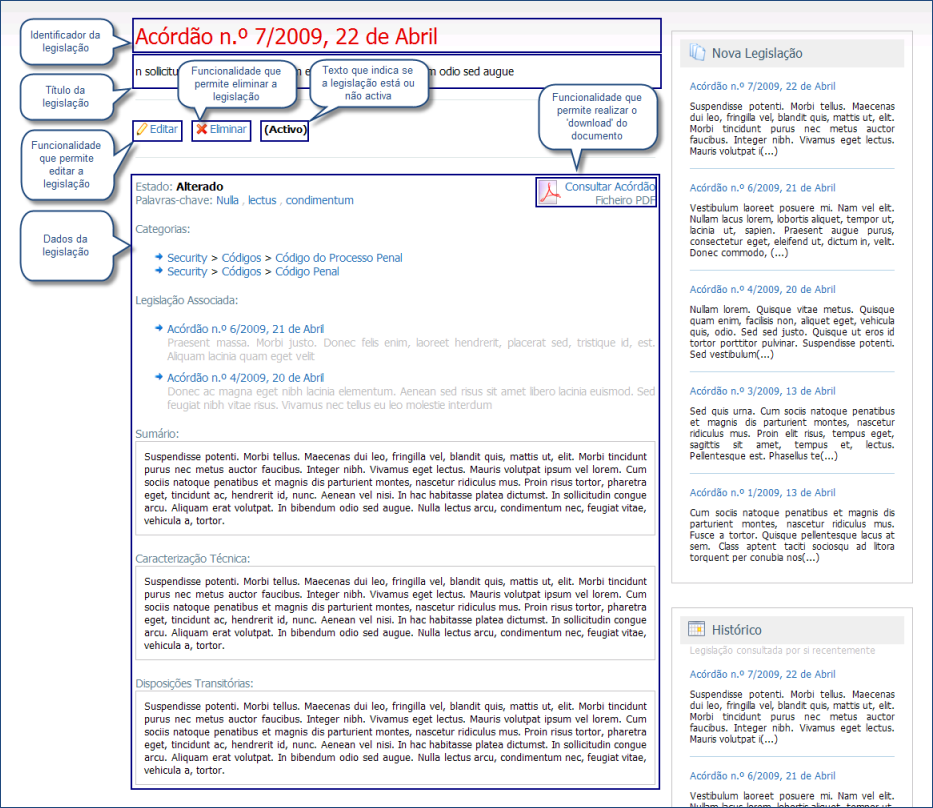 Identificador da
legislação
Acórdão n.º 7/2009, 22 de Abril
n sollicitu
m odio sed augue
Título da
legislação
Funcionalidade que
permite eliminar a
legislação
Texto que indica se
a legislação está ou
não activa
Funcionalidade que
permite realizar o
'download' do
documento
Editar
Eliminar
(Activo)
Funcionalidade
que permite
editar a
legislação
Dados da
legislação
Estado: Alterado
Palavras-chave: Nulla , lectus , condimentum
Consultar Acórdão
Ficheiro PDF
Categorias:
Security > Códigos > Código do Processo Penal
Security > Códigos > Código Penal
Legislação Associada:
Acórdão n.º 6/2009, 21 de Abril
Praesent massa. Morbi justo. Donec felis enim, laoreet hendrerit, placerat sed, tristique id, est.
Aliquam lacinia quam eget velit
Acórdão n.º 4/2009, 20 de Abril
Donec ac magna eget nibh lacinia elementum. Aenean sed risus sit amet libero lacinia euismod. Sed
feugiat nibh vitae risus. Vivamus nec tellus eu leo molestie interdum
Sumário:
Suspendisse potenti. Morbi tellus. Maecenas dui leo, fringilla vel, blandit quis, mattis ut, elit. Morbi tincidunt
purus nec metus auctor faucibus. Integer nibh. Vivamus eget lectus. Mauris volutpat ipsum vel lorem. Cum
sociis natoque penatibus et magnis dis parturient montes, nascetur ridiculus mus. Proin risus tortor, pharetra
eget, tincidunt ac, hendrerit id, nunc. Aenean vel nisi. In hac habitasse platea dictumst. In sollicitudin congue
arcu. Aliquam erat volutpat. In bibendum odio sed augue. Nulla lectus arcu, condimentum nec, feugiat vitae,
vehicula a, tortor.
Caracterização Técnica:
Suspendisse potenti. Morbi tellus. Maecenas dui leo, fringilla vel, blandit quis, mattis ut, elit. Morbi tincidunt
purus nec metus auctor faucibus. Integer nibh. Vivamus eget lectus. Mauris volutpat ipsum vel lorem. Cum
sociis natoque penatibus et magnis dis parturient montes, nascetur ridiculus mus. Proin risus tortor, pharetra
eget, tincidunt ac, hendrerit id, nunc. Aenean vel nisi. In hac habitasse platea dictumst. In sollicitudin congue
arcu. Aliquam erat volutpat. In bibendum odio sed augue. Nulla lectus arcu, condimentum nec, feugiat vitae,
vehicula a, tortor.
Disposições Transitórias:
Suspendisse potenti. Morbi tellus. Maecenas dui leo, fringilla vel, blandit quis, mattis ut, elit. Morbi tincidunt
purus nec metus auctor faucibus. Integer nibh. Vivamus eget lectus. Mauris volutpat ipsum vel lorem. Cum
sociis natoque penatibus et magnis dis parturient montes, nascetur ridiculus mus. Proin risus tortor, pharetra
eget, tincidunt ac, hendrerit id, nunc. Aenean vel nisi. In hac habitasse platea dictumst. In sollicitudin congue
arcu. Aliquam erat volutpat. In bibendum odio sed augue. Nulla lectus arcu, condimentum nec, feugiat vitae,
vehicula a, tortor.
Nova Legislação
Acórdão n.º 7/2009, 22 de Abril
Suspendisse potenti. Morbi tellus. Maecenas
dui leo, fringilla vel, blandit quis, mattis ut, elit.
Morbi tincidunt purus nec metus auctor
faucibus. Integer nibh. Vivamus eget lectus.
Mauris volutpat i(...)
Acórdão n.º 6/2009, 21 de Abril
Vestibulum laoreet posuere mi. Nam vel elit.
Nullam lacus lorem, lobortis aliquet, tempor ut,
lacinia ut, sapien. Praesent augue purus,
consectetur eget, eleifend ut, dictum in, velit.
Donec commodo, (...)
Acórdão n.º 4/2009, 20 de Abril
Nullam lorem. Quisque vitae metus. Quisque
quam enim, facilisis non, aliquet eget, vehicula
quis, odio. Sed sed justo. Quisque ut eros id
tortor porttitor pulvinar. Suspendisse potenti.
Sed vestibulum(...)
Acórdão n.º 3/2009, 13 de Abril
Sed quis urna. Cum sociis natoque penatibus
et magnis dis parturient montes, nascetur
ridiculus mus. Proin elit risus, tempus eget,
sagittis sit amet, tempus et, lectus.
Pellentesque est. Phasellus te(...)
Acórdão n.º 1/2009, 13 de Abril
Cum sociis natoque penatibus et magnis dis
parturient montes, nascetur ridiculus mus.
Fusce a tortor. Quisque pellentesque lacus at
sem. Class aptent taciti sociosqu ad litora
torquent per conubia nos(...)
Histórico
Legislação consultada por si recentemente
Acórdão n.º 7/2009, 22 de Abril
Suspendisse potenti. Morbi tellus. Maecenas
dui leo, fringilla vel, blandit quis, mattis ut, elit.
Morbi tincidunt purus nec metus auctor
faucibus. Integer nibh. Vivamus eget lectus.
Mauris volutpat i(...)
Acórdão n.º 6/2009, 21 de Abril
Vestibulum laoreet posuere mi. Nam vel elit.
Nullam lacus lorem, lobortis aliquet, tempor ut,